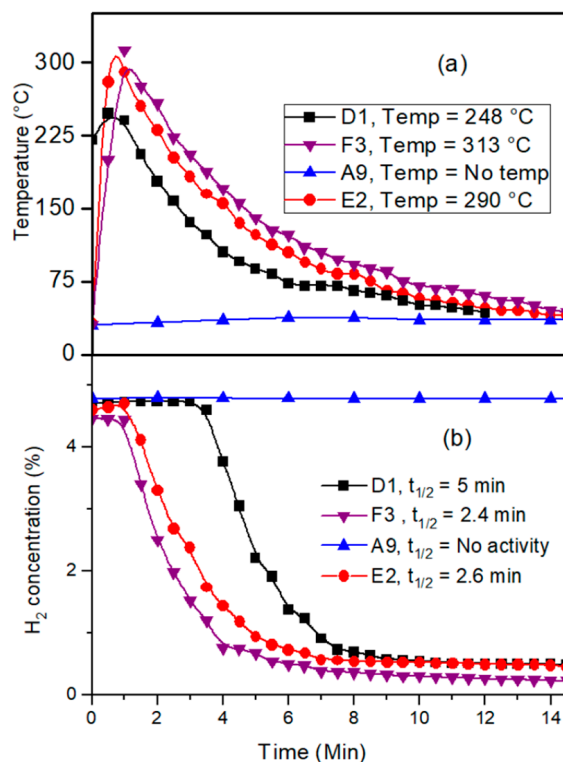 (a)
300
225
150
75
0
Temperature (°C)
D1, Temp = 248 °C
F3, Temp = 313 °C
A9, Temp = No temp
E2, Temp = 290 °C
(b)
4
2
0
H₂ concentration (%)
D1, t₁/₂ = 5 min
F3 , t₁/₂ = 2.4 min
A9, t₁/₂ = No activity
E2, t₁/₂ = 2.6 min
0 2 4 6 8 10 12 14
Time (Min)